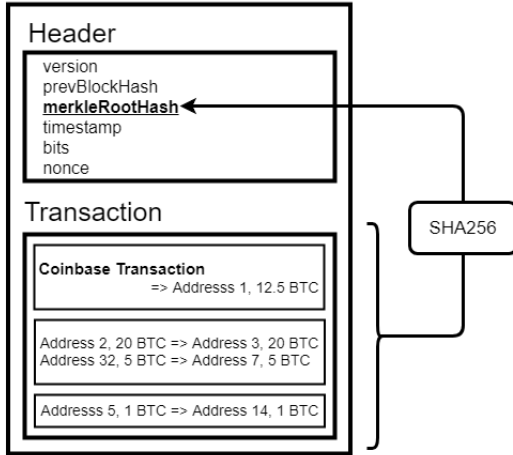 Header
version
prevBlockHash
merkleRootHash
timestamp
bits
nonce
SHA256
Transaction
Coinbase Transaction
=> Addresss 1, 12.5 BTC
Address 2, 20 BTC => Address 3, 20 BTC
Address 32, 5 BTC => Address 7, 5 BTC
Addresss 5, 1 BTC => Address 14, 1 BTC